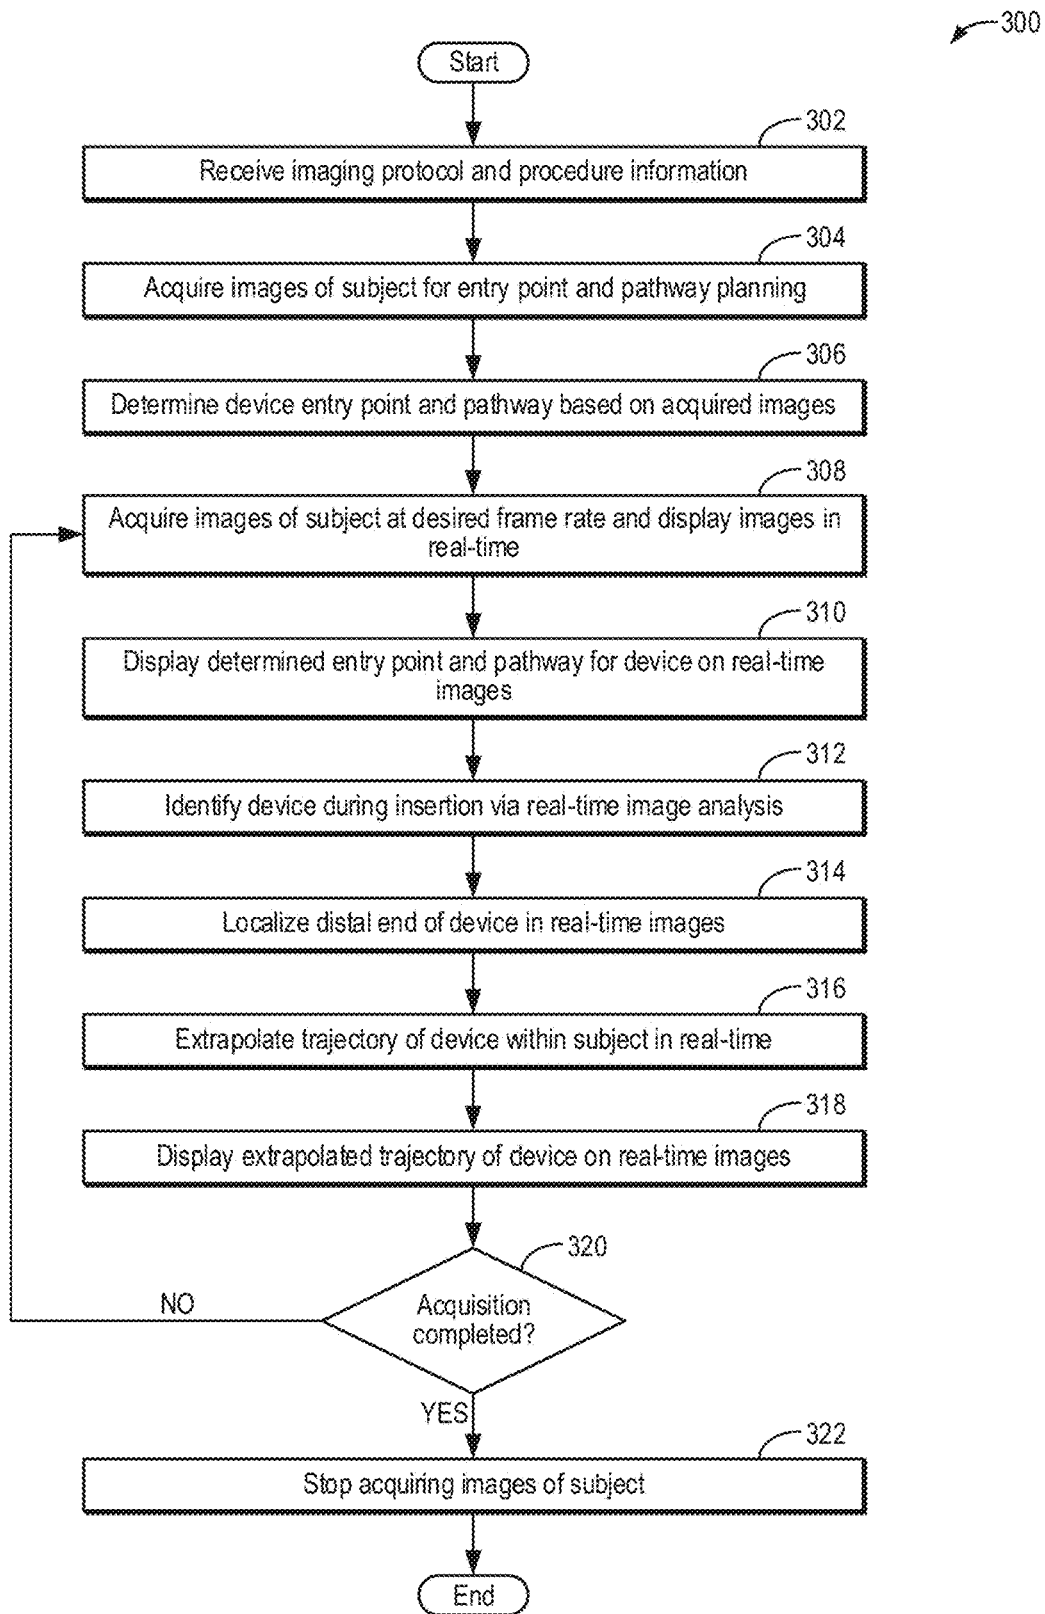 300
Start
302
Receive imaging protocol and procedure information
304
Acquire images of subject for entry point and pathway planning
306
Determine device entry point and pathway based on acquired images
308
Acquire images of subject at desired frame rate and display images in
real-time
310
Display determined entry point and pathway for device on real-time
images
312
Identify device during insertion via real-time image analysis
314
Localize distal end of device in real-time images
316
Extrapolate trajectory of device within subject in real-time
318
Display extrapolated trajectory of device on real-time images
320
NO
Acquisition
completed?
YES
322
Stop acquiring images of subject
End